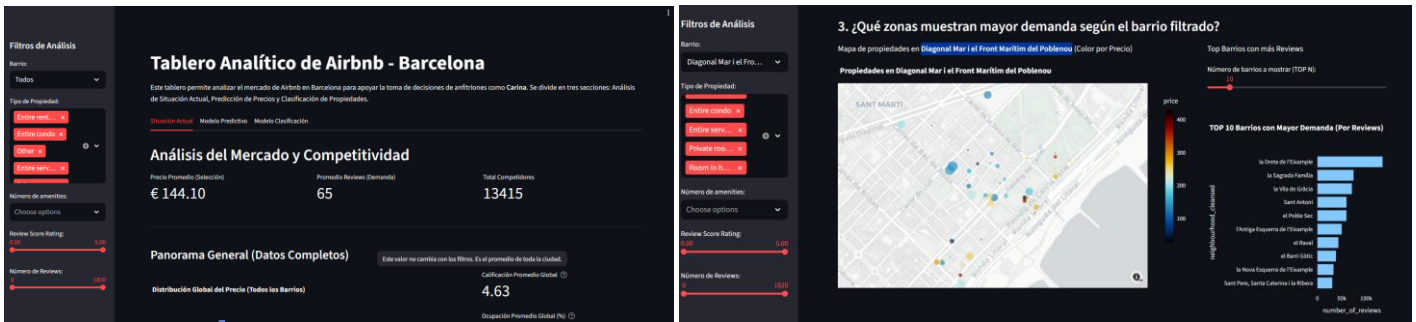 Filtros de Análisis
Barrio:
Todos
Tipo de Propiedad:
Entire rent... ×
Entire condo ×
Other ×
Entire serv... ×
Número de amenities:
Choose options
Review Score Rating:
0.00 5.00
Número de Reviews:
0 1820
Tablero Analítico de Airbnb - Barcelona
Este tablero permite analizar el mercado de Airbnb en Barcelona para apoyar la toma de decisiones de anfitriones como Carina. Se divide en tres secciones: Análisis
de Situación Actual, Predicción de Precios y Clasificación de Propiedades.
Situación Actual Modelo Predictivo Modelo Clasificación
Análisis del Mercado y Competitividad
Precio Promedio (Selección) Promedio Reviews (Demanda) Total Competidores
€ 144.10 65 13415
Panorama General (Datos Completos)
Este valor no cambia con los filtros. Es el promedio de toda la ciudad.
Calificación Promedio Global
4.63
Distribución Global del Precio (Todos los Barrios)
Ocupación Promedio Global (%)
Filtros de Análisis
Barrio:
Diagonal Mar i el Fro...
Tipo de Propiedad:
Entire condo ×
Entire serv... ×
Private roo... ×
Room in h... ×
Número de amenities:
Choose options
Review Score Rating:
0.00 5.00
Número de Reviews:
0 1820
3. ¿Qué zonas muestran mayor demanda según el barrio filtrado?
Mapa de propiedades en Diagonal Mar i el Front Marítim del Poblenou (Color por Precio)
Propiedades en Diagonal Mar i el Front Marítim del Poblenou
SANT MARTÍ
price
400
300
200
100
Top Barrios con más Reviews
Número de barrios a mostrar (TOP N):
10
TOP 10 Barrios con Mayor Demanda (Por Reviews)
neighbourhood_cleansed
la Dreta de l'Eixample
la Sagrada Família
la Vila de Gràcia
Sant Antoni
el Poble Sec
l'Antiga Esquerra de l'Eixample
el Raval
el Barri Gòtic
la Nova Esquerra de l'Eixample
Sant Pere, Santa Caterina i la Ribera
0 50k 100k
number_of_reviews